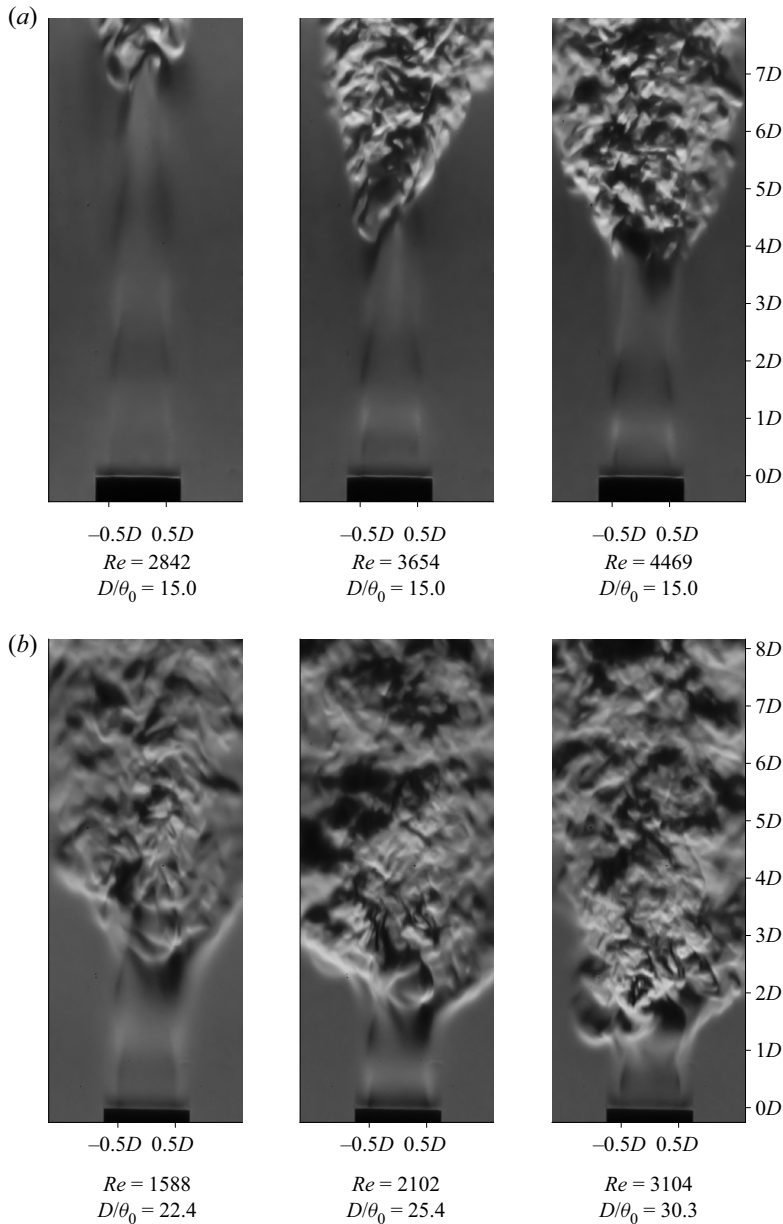 (a)
7D
6D
5D
4D
3D
2D
1D
0D
–0.5D 0.5D –0.5D 0.5D –0.5D 0.5D
Re = 2842 Re = 3654 Re = 4469
D/θ₀ = 15.0 D/θ₀ = 15.0 D/θ₀ = 15.0
(b)
8D
7D
6D
5D
4D
3D
2D
1D
0D
–0.5D 0.5D –0.5D 0.5D –0.5D 0.5D
Re = 1588 Re = 2102 Re = 3104
D/θ₀ = 22.4 D/θ₀ = 25.4 D/θ₀ = 30.3